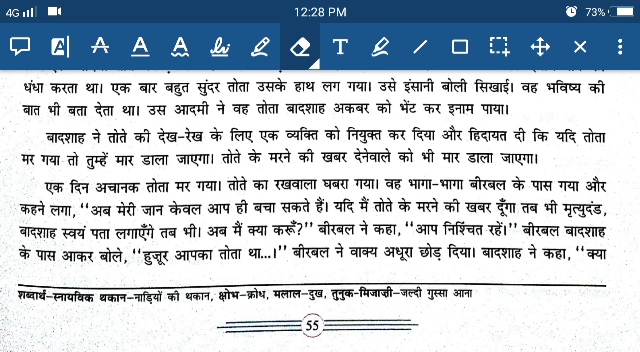 4G 12:28 PM 73%
T
धंधा करता था। एक बार बहुत सुंदर तोता उसके हाथ लग गया। उसे इंसानी बोली सिखाई। वह भविष्य की
बात भी बता देता था। उस आदमी ने वह तोता बादशाह अकबर को भेंट कर इनाम पाया।
बादशाह ने तोते की देख-रेख के लिए एक व्यक्ति को नियुक्त कर दिया और हिदायत दी कि यदि तोता
मर गया तो तुम्हें मार डाला जाएगा। तोते के मरने की खबर देनेवाले को भी मार डाला जाएगा।
एक दिन अचानक तोता मर गया। तोते का रखवाला घबरा गया। वह भागा-भागा बीरबल के पास गया और
कहने लगा, ‘‘अब मेरी जान केवल आप ही बचा सकते हैं। यदि मैं तोते के मरने की खबर दूँगा तब भी मृत्युदंड,
बादशाह स्वयं पता लगाएँगे तब भी। अब मैं क्या करूँ?’’ बीरबल ने कहा, ‘‘आप निश्चिंत रहें।’’ बीरबल बादशाह
के पास आकर बोले, ‘‘हुज़ूर आपका तोता था...।’’ बीरबल ने वाक्य अधूरा छोड़ दिया। बादशाह ने कहा, ‘‘क्या
शब्दार्थ–स्नायविक थकान–नाड़ियों की थकान, क्षोभ–क्रोध, मलाल–दुख, तुनुक-मिजाज़ी–जल्दी गुस्सा आना
55